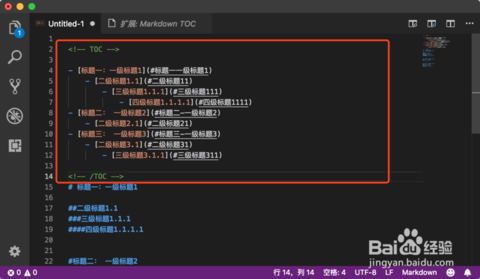 Untitled-1
扩展: Markdown TOC
1
2 <!-- TOC -->
3
4 - [标题一：一级标题1](#标题一一级标题1)
5 - [二级标题1.1](#二级标题11)
6 - [三级标题1.1.1](#三级标题111)
7 - [四级标题1.1.1.1](#四级标题1111)
8 - [标题二： 一级标题2](#标题二-一级标题2)
9 - [二级标题2.1](#二级标题21)
10 - [标题三： 一级标题3](#标题三-一级标题3)
11 - [二级标题3.1](#二级标题31)
12 - [三级标题3.1.1](#三级标题311)
13
14 <!-- /TOC -->
15 # 标题一：一级标题1
16
17 ##二级标题1.1
18 ###三级标题1.1.1
19 ####四级标题1.1.1.1
20
21
22 #标题二： 一级标题2
Baidu 经验
jingyan.baidu.com
0 0 行 14，列 14 空格: 4 UTF-8 LF Markdown